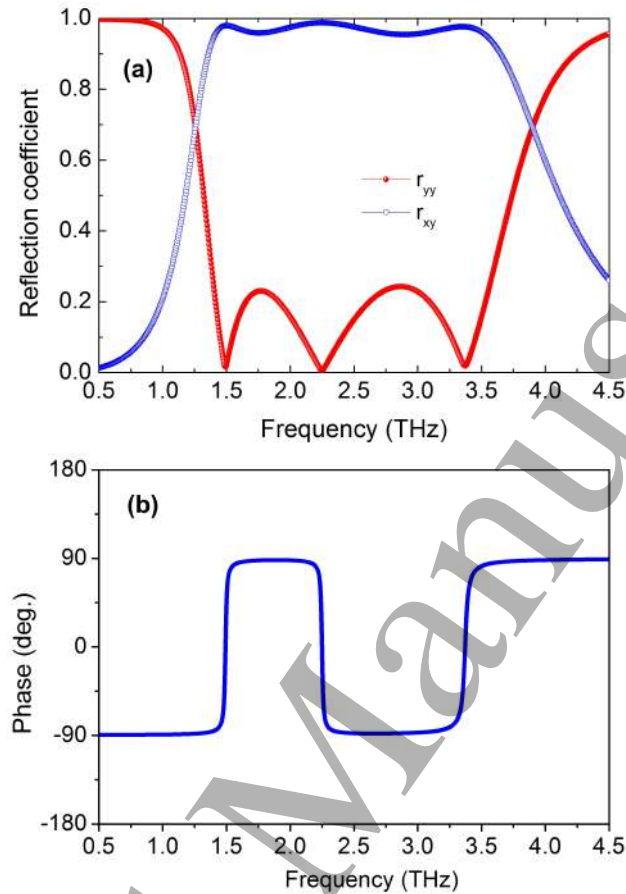 (a)
Reflection coefficient
1.0
0.8
0.6
0.4
0.2
0.0
r_yy
r_xy
0.5 1.0 1.5 2.0 2.5 3.0 3.5 4.0 4.5
Frequency (THz)
(b)
Phase (deg.)
180
90
0
-90
-180
0.5 1.0 1.5 2.0 2.5 3.0 3.5 4.0 4.5
Frequency (THz)
Manus